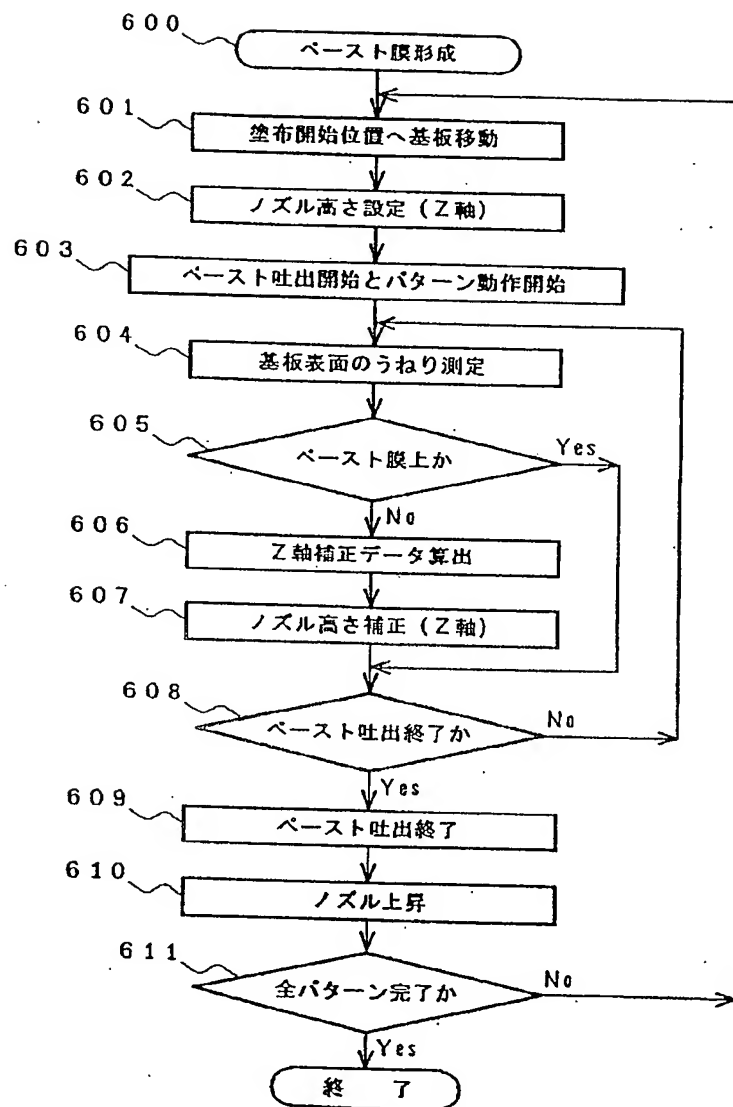 600
ペースト膜形成
601
塗布開始位置へ基板移動
602
ノズル高さ設定（Z軸）
603
ペースト吐出開始とパターン動作開始
604
基板表面のうねり測定
605
ペースト膜上か
Yes
No
606
Z軸補正データ算出
607
ノズル高さ補正（Z軸）
608
ペースト吐出終了か
No
Yes
609
ペースト吐出終了
610
ノズル上昇
611
全パターン完了か
No
Yes
終 了